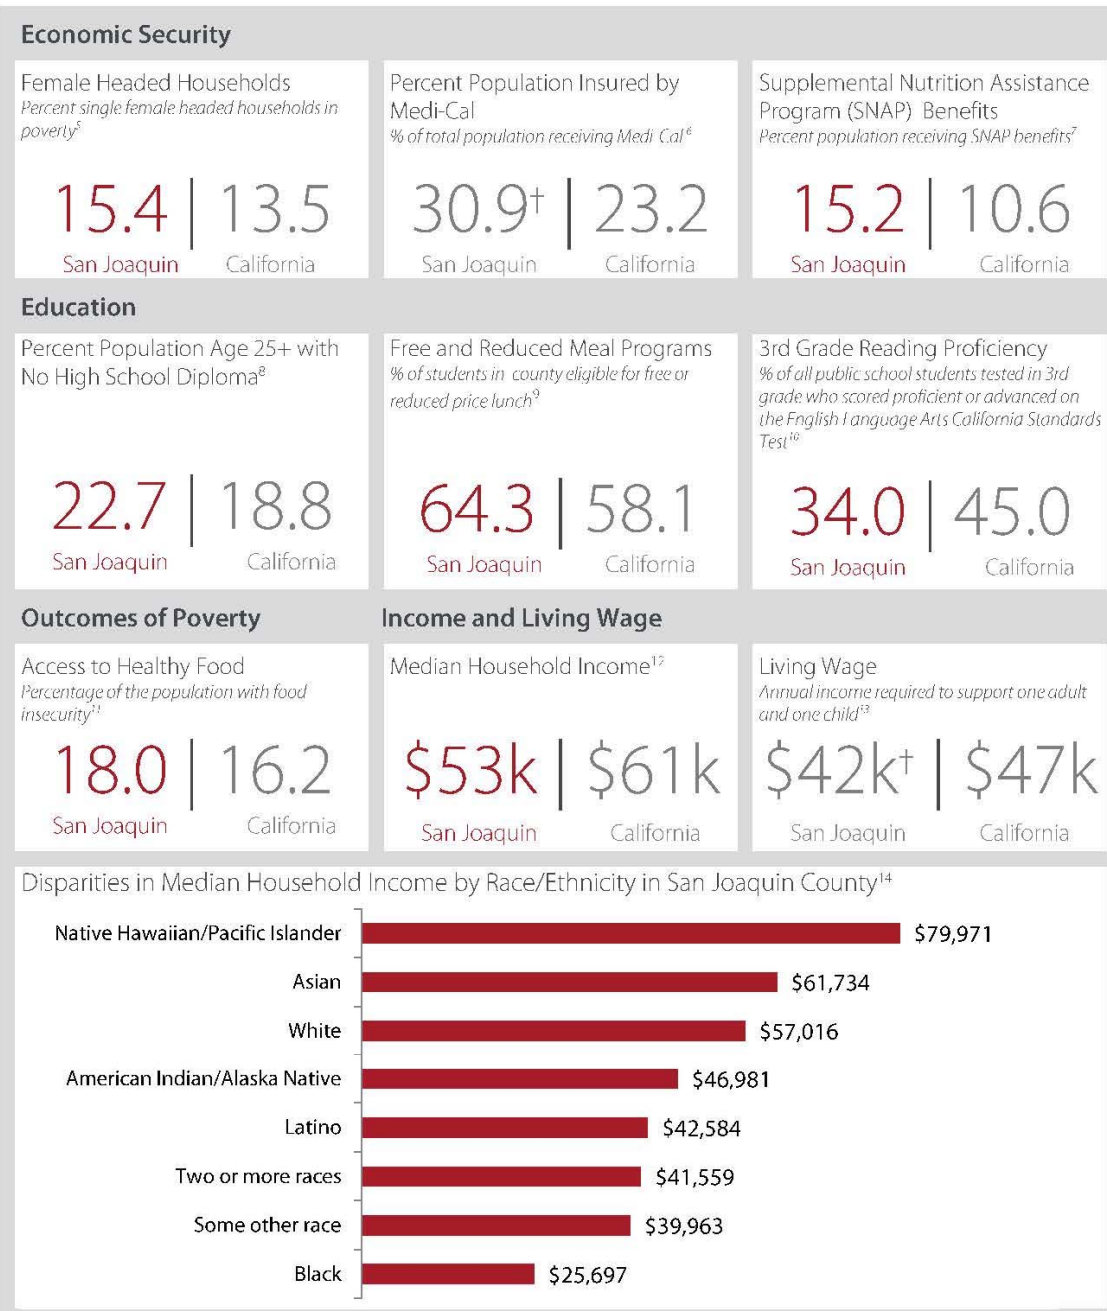 Economic Security
Female Headed Households
Percent single female headed households in
poverty⁵
15.4 | 13.5
San Joaquin California
Percent Population Insured by
Medi-Cal
% of total population receiving Medi Cal⁶
30.9† | 23.2
San Joaquin California
Supplemental Nutrition Assistance
Program (SNAP) Benefits
Percent population receiving SNAP benefits⁷
15.2 | 10.6
San Joaquin California
Education
Percent Population Age 25+ with
No High School Diploma⁸
22.7 | 18.8
San Joaquin California
Free and Reduced Meal Programs
% of students in county eligible for free or
reduced price lunch⁹
64.3 | 58.1
San Joaquin California
3rd Grade Reading Proficiency
% of all public school students tested in 3rd
grade who scored proficient or advanced on
the English Language Arts California Standards
Test¹⁰
34.0 | 45.0
San Joaquin California
Outcomes of Poverty
Access to Healthy Food
Percentage of the population with food
insecurity¹¹
18.0 | 16.2
San Joaquin California
Income and Living Wage
Median Household Income¹²
$53k | $61k
San Joaquin California
Living Wage
Annual income required to support one adult
and one child¹³
$42k† | $47k
San Joaquin California
Disparities in Median Household Income by Race/Ethnicity in San Joaquin County¹⁴
Native Hawaiian/Pacific Islander $79,971
Asian $61,734
White $57,016
American Indian/Alaska Native $46,981
Latino $42,584
Two or more races $41,559
Some other race $39,963
Black $25,697